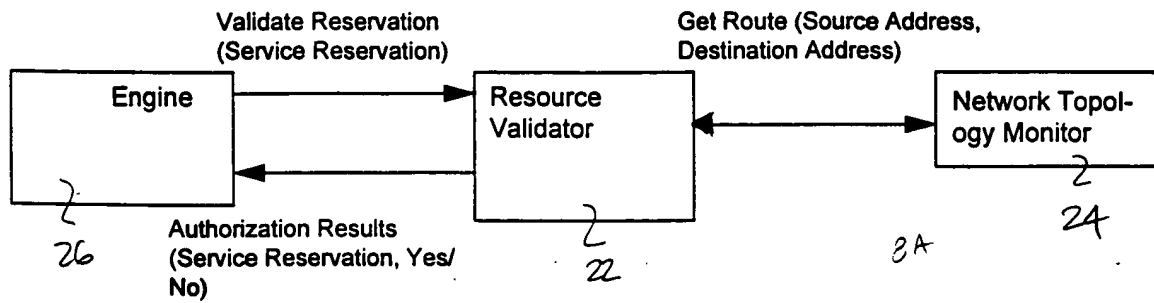 Validate Reservation
(Service Reservation)
Get Route (Source Address,
Destination Address)
Engine
Resource
Validator
Network Topol-
ogy Monitor
Authorization Results
(Service Reservation, Yes/
No)
26
22
24
8A